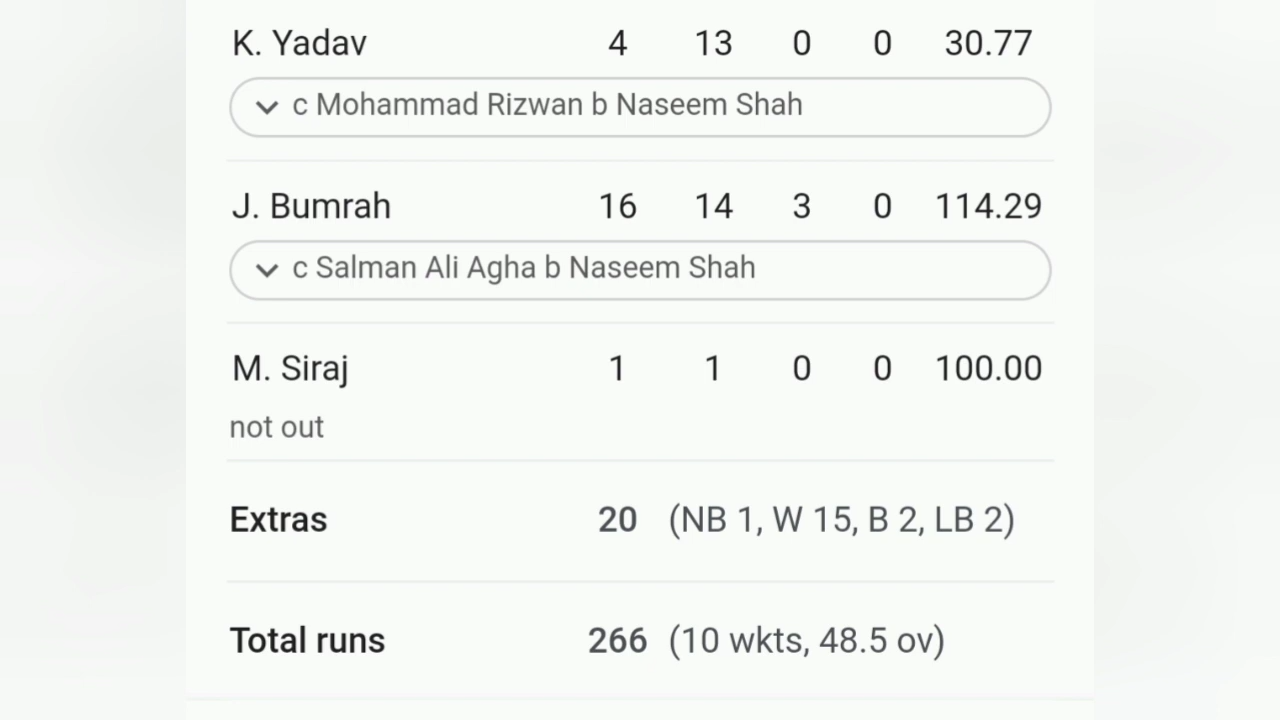 K. Yadav 4 13 0 0 30.77
c Mohammad Rizwan b Naseem Shah
J. Bumrah 16 14 3 0 114.29
c Salman Ali Agha b Naseem Shah
M. Siraj 1 1 0 0 100.00
not out
Extras 20 (NB 1, W 15, B 2, LB 2)
Total runs 266 (10 wkts, 48.5 ov)